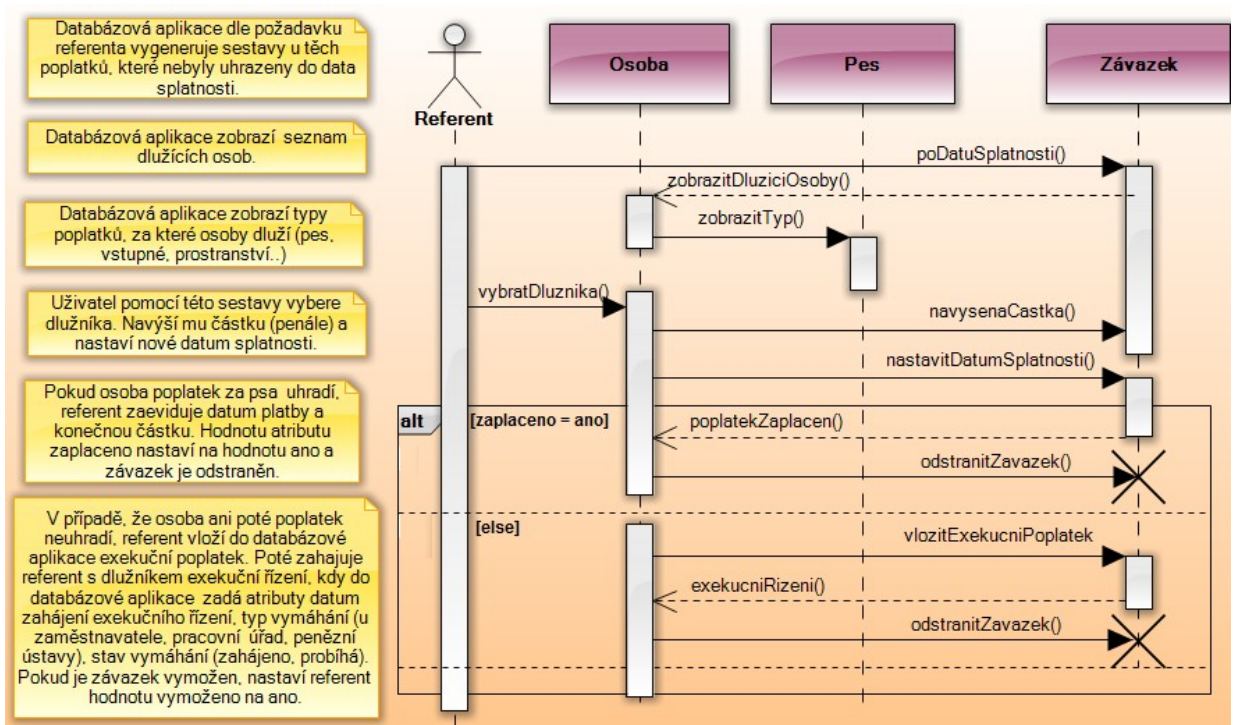 Databázová aplikace dle požadavku
referenta vygeneruje sestavy u těch
poplatků, které nebyly uhrazeny do data
splatnosti.
Databázová aplikace zobrazí seznam
dlužících osob.
Databázová aplikace zobrazí typy
poplatků, za které osoby dluží (pes,
vstupné, prostranství..)
Uživatel pomocí této sestavy vybere
dlužníka. Navýší mu částku (penále) a
nastaví nové datum splatnosti.
Pokud osoba poplatek za psa uhradí,
referent zaeviduje datum platby a
konečnou částku. Hodnotu atributu
zaplaceno nastaví na hodnotu ano a
závazek je odstraněn.
V případě, že osoba ani poté poplatek
neuhradí, referent vloží do databázové
aplikace exekuční poplatek. Poté zahajuje
referent s dlužníkem exekuční řízení, kdy do
databázové aplikace zadá atributy datum
zahájení exekučního řízení, typ vymáhání (u
zaměstnavatele, pracovní úřad, penězní
ústavy), stav vymáhání (zahájeno, probíhá).
Pokud je závazek vymožen, nastaví referent
hodnotu vymoženo na ano.
Referent
Osoba
Pes
Závazek
poDatuSplatnosti()
zobrazitDluziciOsoby()
zobrazitTyp()
vybratDluznika()
navysenaCastka()
nastavitDatumSplatnosti()
alt
[zaplaceno = ano]
poplatekZaplacen()
odstranitZavazek()
[else]
vlozitExekucniPoplatek
exekucniRizeni()
odstranitZavazek()